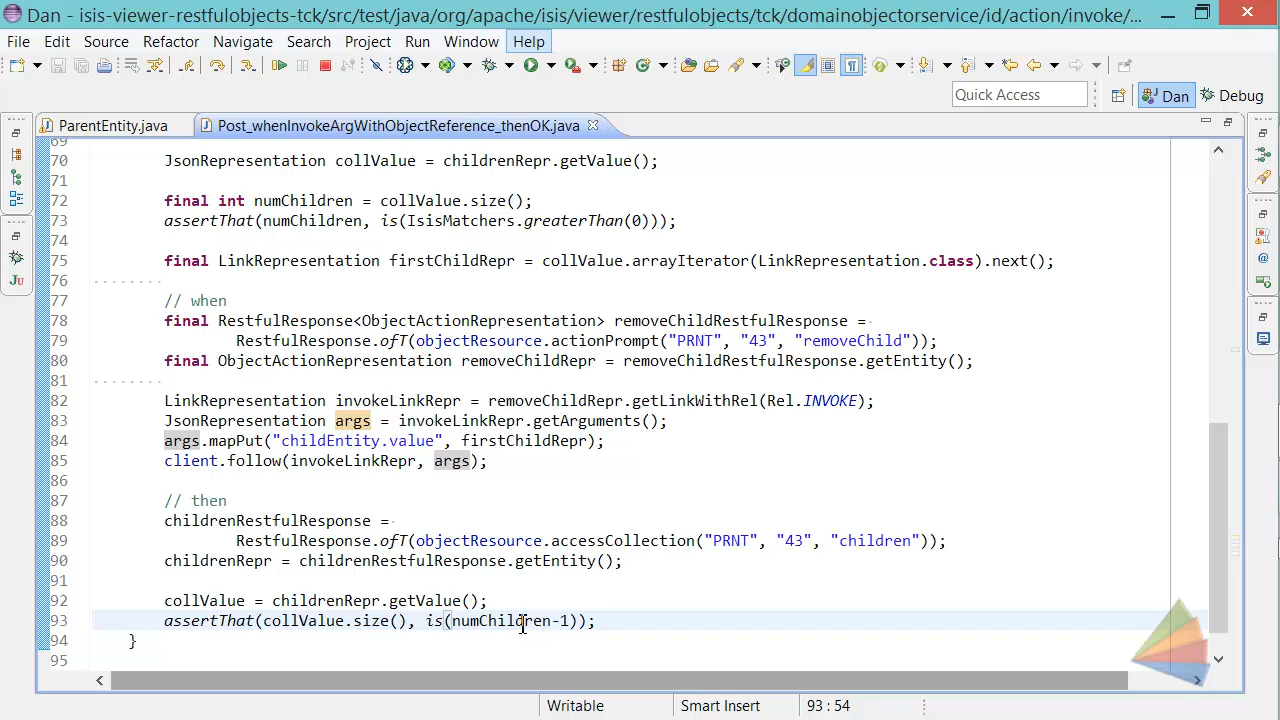 Dan - isis-viewer-restfulobjects-tck/src/test/java/org/apache/isis/viewer/restfulobjects/tck/domainobjectorservice/id/action/invoke/...
File Edit Source Refactor Navigate Search Project Run Window Help
Quick Access Dan Debug
ParentEntity.java Post_whenInvokeArgWithObjectReference_thenOK.java
69
70 JsonRepresentation collValue = childrenRepr.getValue();
71
72 final int numChildren = collValue.size();
73 assertThat(numChildren, is(IsisMatchers.greaterThan(0)));
74
75 final LinkRepresentation firstChildRepr = collValue.arrayIterator(LinkRepresentation.class).next();
76
77 // when
78 final RestfulResponse<ObjectActionRepresentation> removeChildRestfulResponse =
79 RestfulResponse.ofT(objectResource.actionPrompt("PRNT", "43", "removeChild"));
80 final ObjectActionRepresentation removeChildRepr = removeChildRestfulResponse.getEntity();
81
82 LinkRepresentation invokeLinkRepr = removeChildRepr.getLinkWithRel(Rel.INVOKE);
83 JsonRepresentation args = invokeLinkRepr.getArguments();
84 args.mapPut("childEntity.value", firstChildRepr);
85 client.follow(invokeLinkRepr, args);
86
87 // then
88 childrenRestfulResponse =
89 RestfulResponse.ofT(objectResource.accessCollection("PRNT", "43", "children"));
90 childrenRepr = childrenRestfulResponse.getEntity();
91
92 collValue = childrenRepr.getValue();
93 assertThat(collValue.size(), is(numChildren-1));
94 }
95
Writable Smart Insert 93 : 54